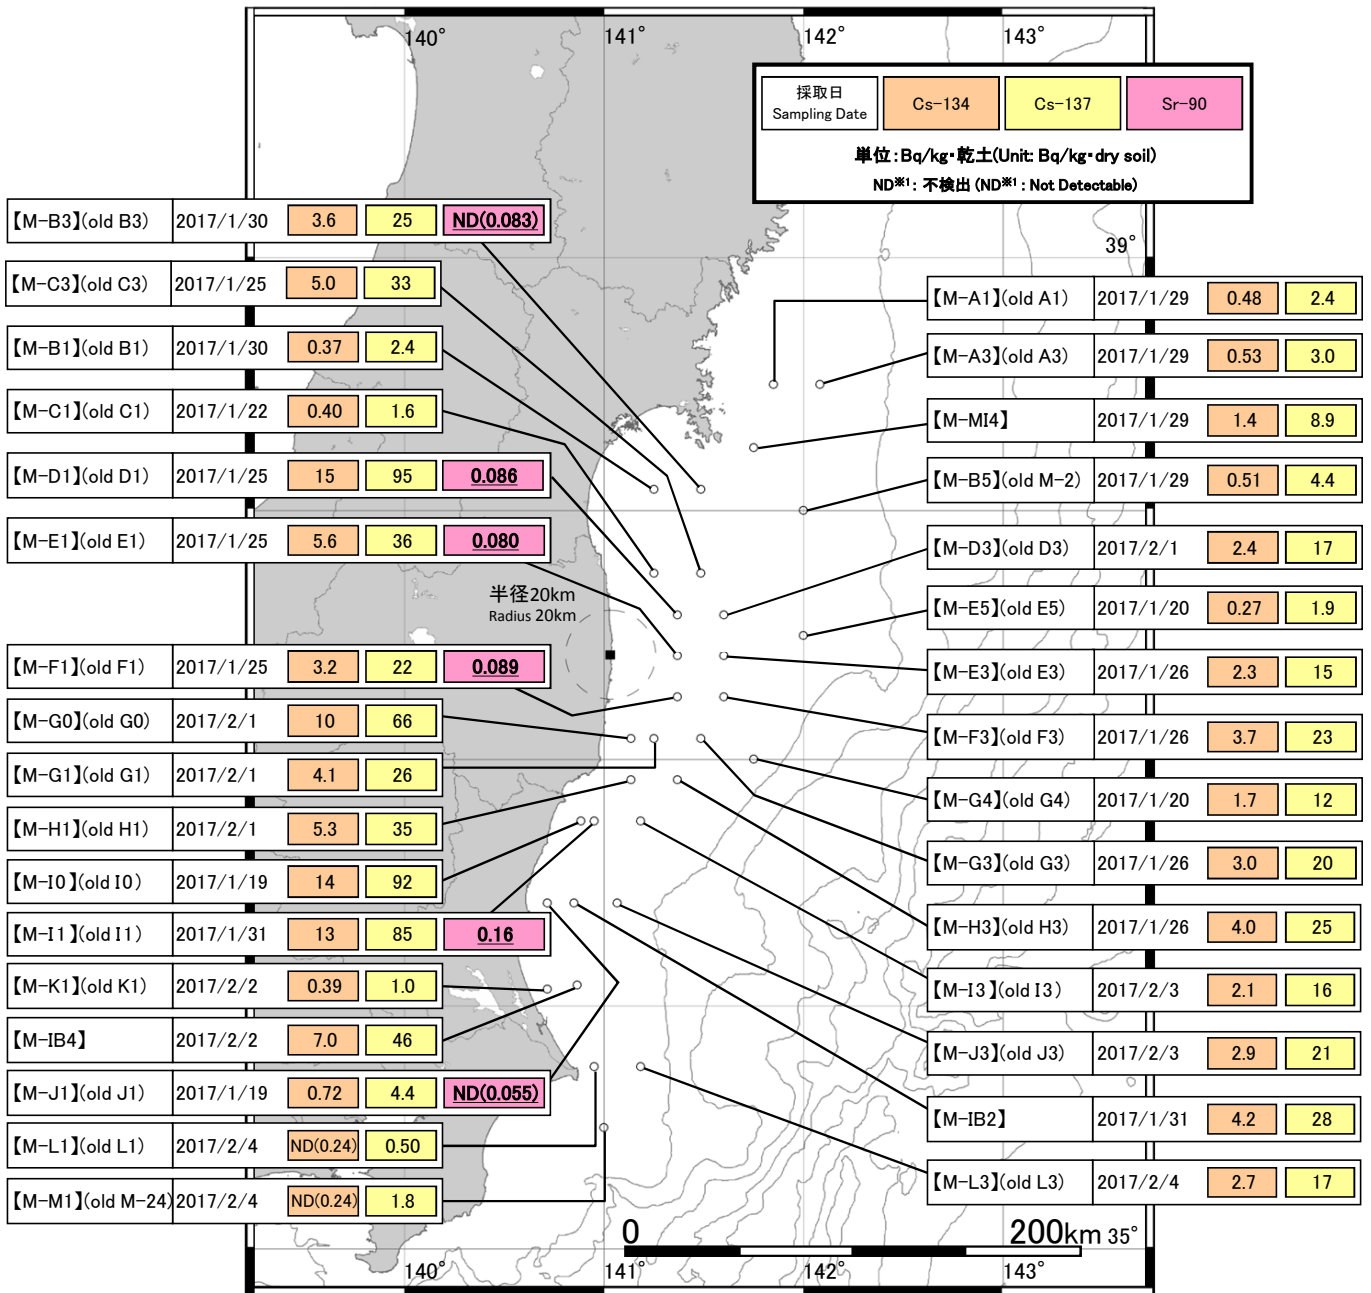 140°
141°
142°
143°
採取日
Sampling Date
Cs-134
Cs-137
Sr-90
単位:Bq/kg・乾土(Unit: Bq/kg・dry soil)
ND※1: 不検出 (ND※1: Not Detectable)
39°
【M-B3】(old B3) 2017/1/30 3.6 25 ND(0.083)
【M-C3】(old C3) 2017/1/25 5.0 33
【M-B1】(old B1) 2017/1/30 0.37 2.4
【M-C1】(old C1) 2017/1/22 0.40 1.6
【M-D1】(old D1) 2017/1/25 15 95 0.086
【M-E1】(old E1) 2017/1/25 5.6 36 0.080
半径20km
Radius 20km
【M-F1】(old F1) 2017/1/25 3.2 22 0.089
【M-G0】(old G0) 2017/2/1 10 66
【M-G1】(old G1) 2017/2/1 4.1 26
【M-H1】(old H1) 2017/2/1 5.3 35
【M-I0】(old I0) 2017/1/19 14 92
【M-I1】(old I1) 2017/1/31 13 85 0.16
【M-K1】(old K1) 2017/2/2 0.39 1.0
【M-IB4】 2017/2/2 7.0 46
【M-J1】(old J1) 2017/1/19 0.72 4.4 ND(0.055)
【M-L1】(old L1) 2017/2/4 ND(0.24) 0.50
【M-M1】(old M-24) 2017/2/4 ND(0.24) 1.8
【M-A1】(old A1) 2017/1/29 0.48 2.4
【M-A3】(old A3) 2017/1/29 0.53 3.0
【M-MI4】 2017/1/29 1.4 8.9
【M-B5】(old M-2) 2017/1/29 0.51 4.4
【M-D3】(old D3) 2017/2/1 2.4 17
【M-E5】(old E5) 2017/1/20 0.27 1.9
【M-E3】(old E3) 2017/1/26 2.3 15
【M-F3】(old F3) 2017/1/26 3.7 23
【M-G4】(old G4) 2017/1/20 1.7 12
【M-G3】(old G3) 2017/1/26 3.0 20
【M-H3】(old H3) 2017/1/26 4.0 25
【M-I3】(old I3) 2017/2/3 2.1 16
【M-J3】(old J3) 2017/2/3 2.9 21
【M-IB2】 2017/1/31 4.2 28
【M-L3】(old L3) 2017/2/4 2.7 17
0 200km 35°
140°
141°
142°
143°